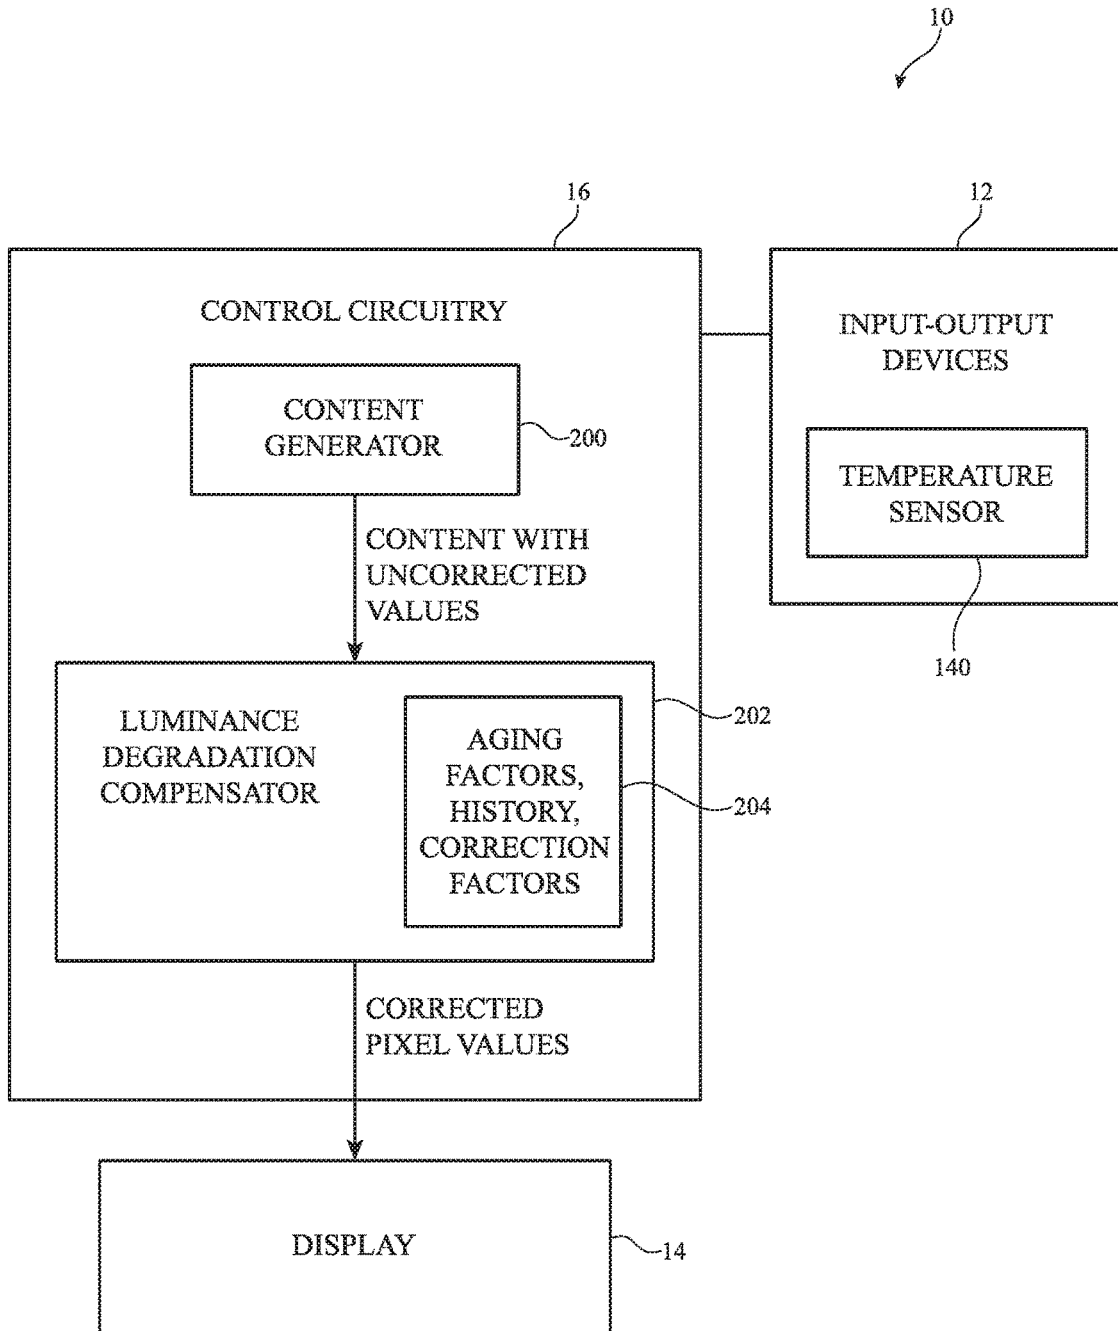 10
16
12
CONTROL CIRCUITRY
INPUT-OUTPUT
DEVICES
CONTENT
GENERATOR
200
TEMPERATURE
SENSOR
140
CONTENT WITH
UNCORRECTED
VALUES
LUMINANCE
DEGRADATION
COMPENSATOR
202
AGING
FACTORS,
HISTORY,
CORRECTION
FACTORS
204
CORRECTED
PIXEL VALUES
DISPLAY
14